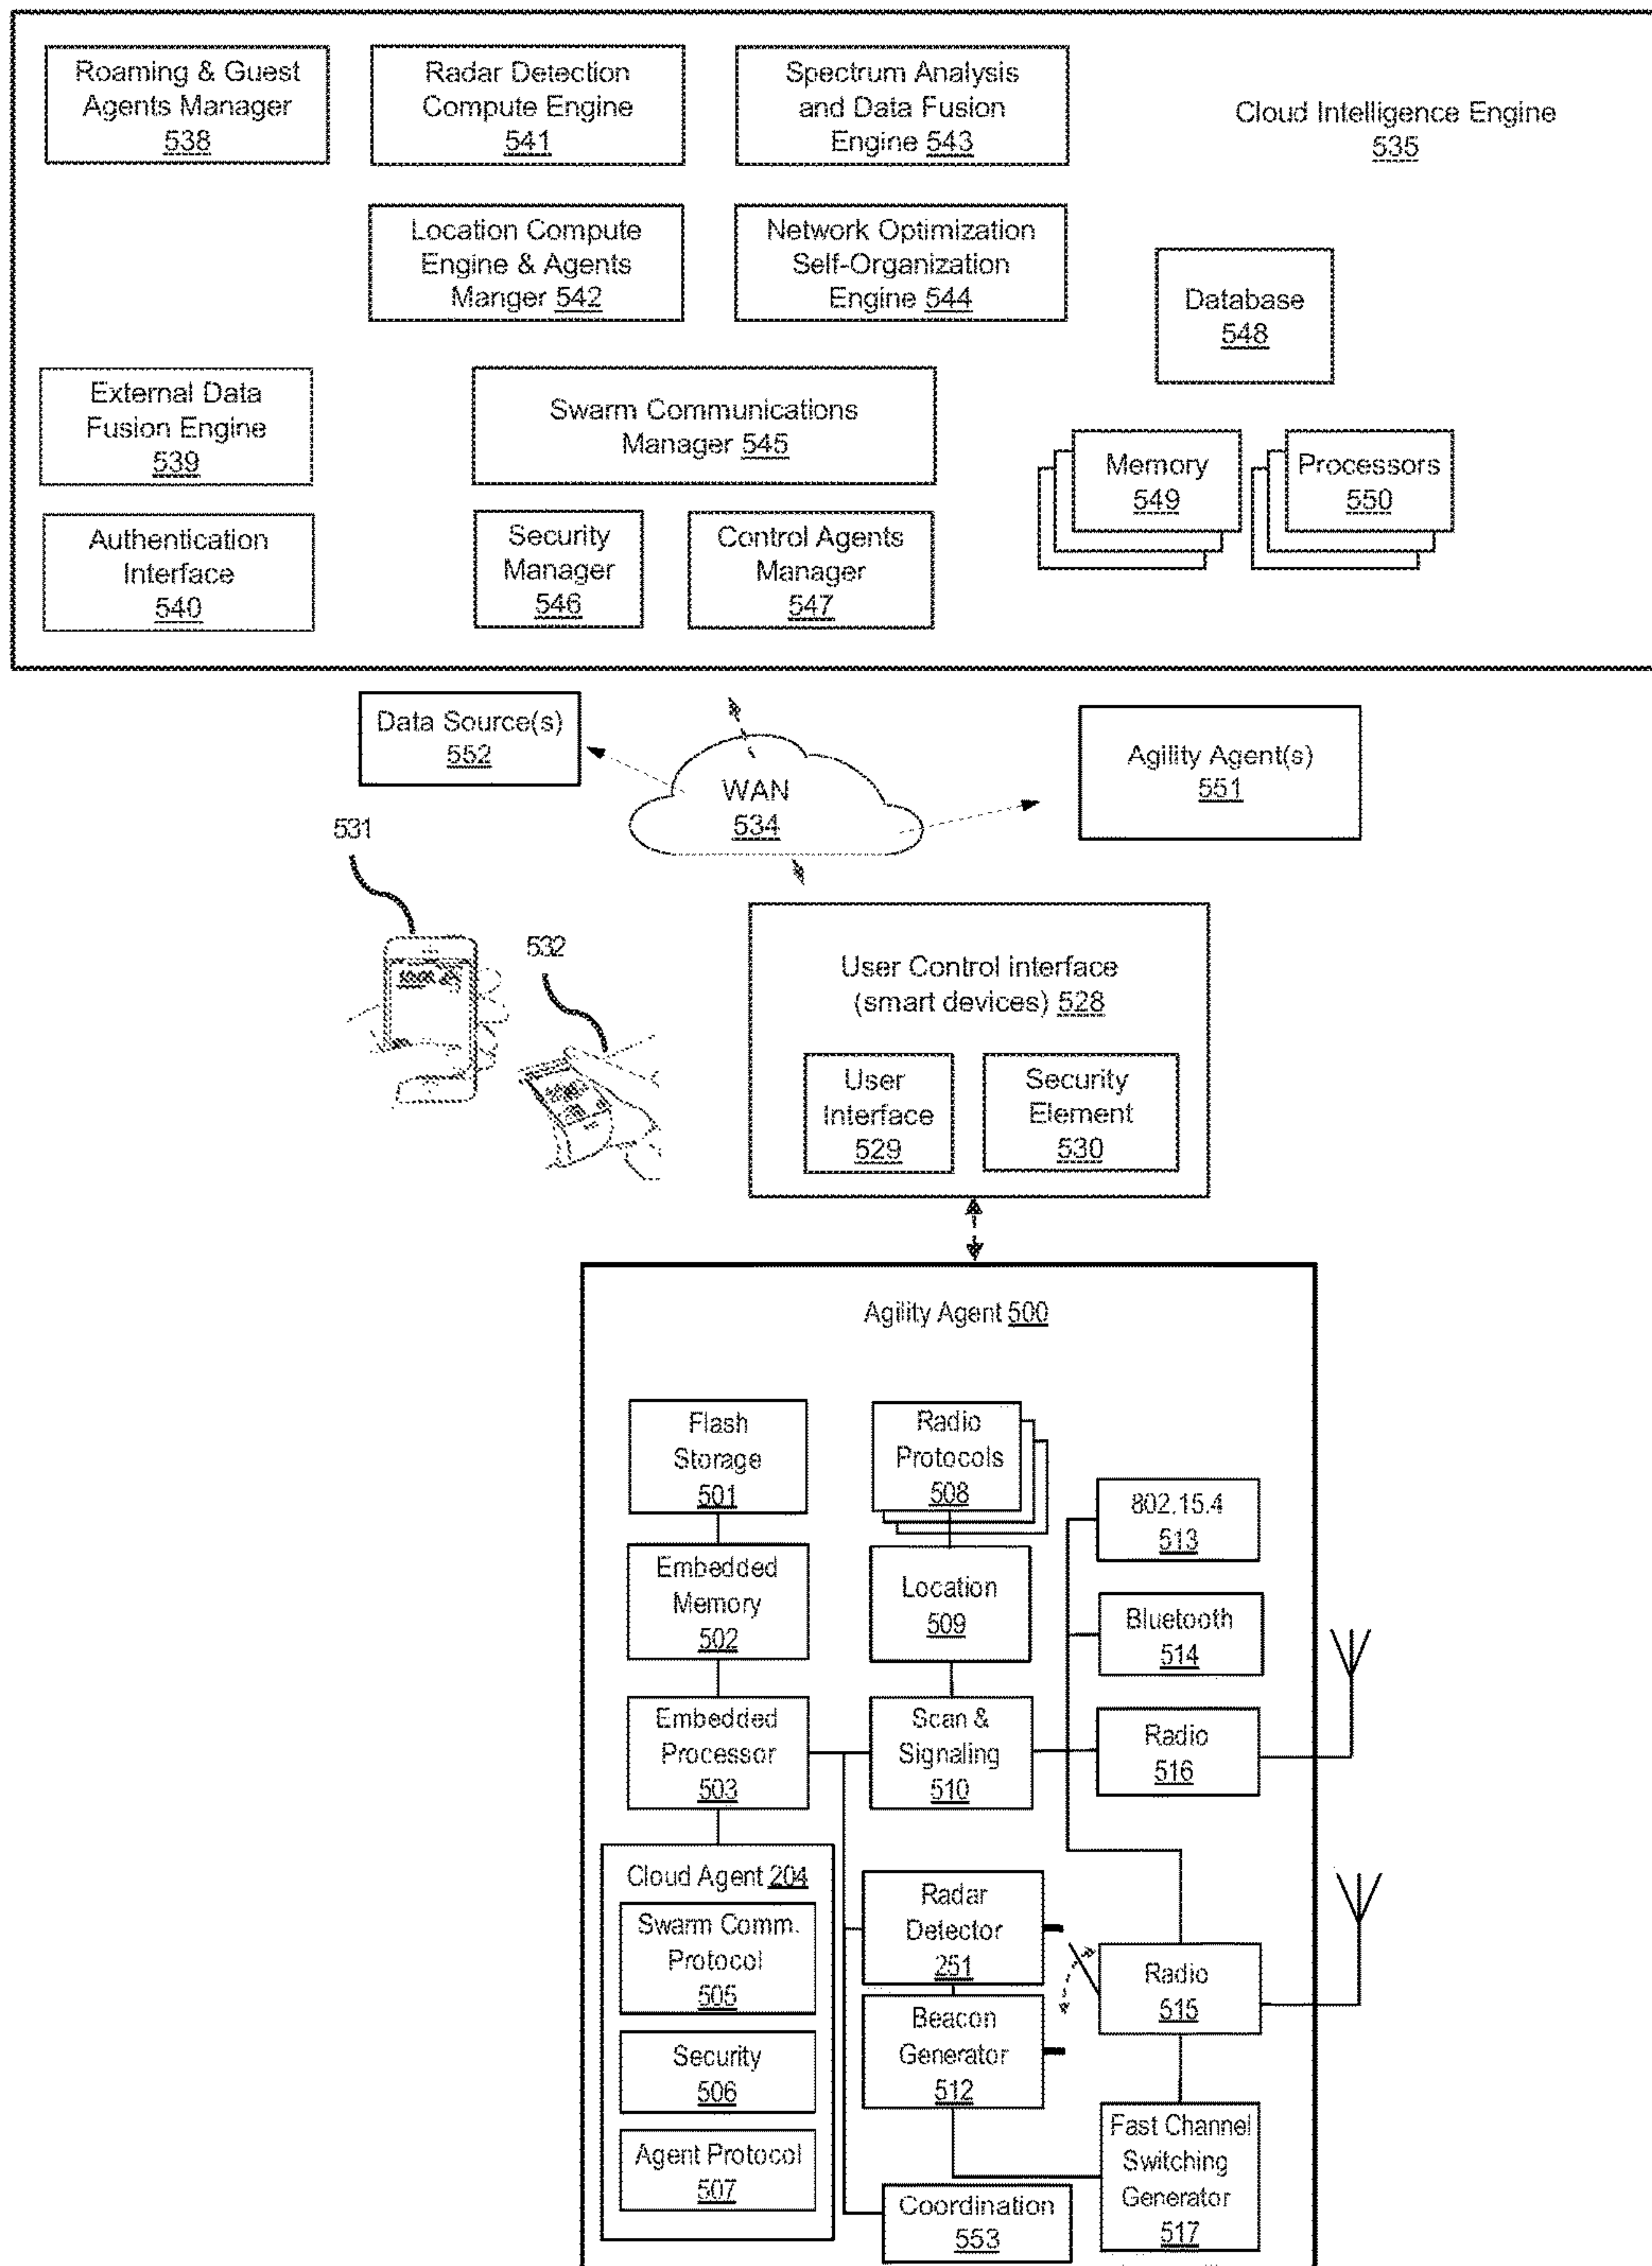 Roaming & Guest
Agents Manager
538
Radar Detection
Compute Engine
541
Spectrum Analysis
and Data Fusion
Engine 543
Cloud Intelligence Engine
535
Location Compute
Engine & Agents
Manger 542
Network Optimization
Self-Organization
Engine 544
Database
548
External Data
Fusion Engine
539
Swarm Communications
Manager 545
Memory
549
Processors
550
Authentication
Interface
540
Security
Manager
546
Control Agents
Manager
547
Data Source(s)
552
WAN
534
Agility Agent(s)
551
531
532
User Control interface
(smart devices) 528
User
Interface
529
Security
Element
530
Agility Agent 500
Flash
Storage
501
Radio
Protocols
508
802.15.4
513
Embedded
Memory
502
Location
509
Bluetooth
514
Embedded
Processor
503
Scan &
Signaling
510
Radio
516
Cloud Agent 204
Swarm Comm.
Protocol
505
Security
506
Agent Protocol
507
Radar
Detector
251
Radio
515
Beacon
Generator
512
Fast Channel
Switching
Generator
517
Coordination
553